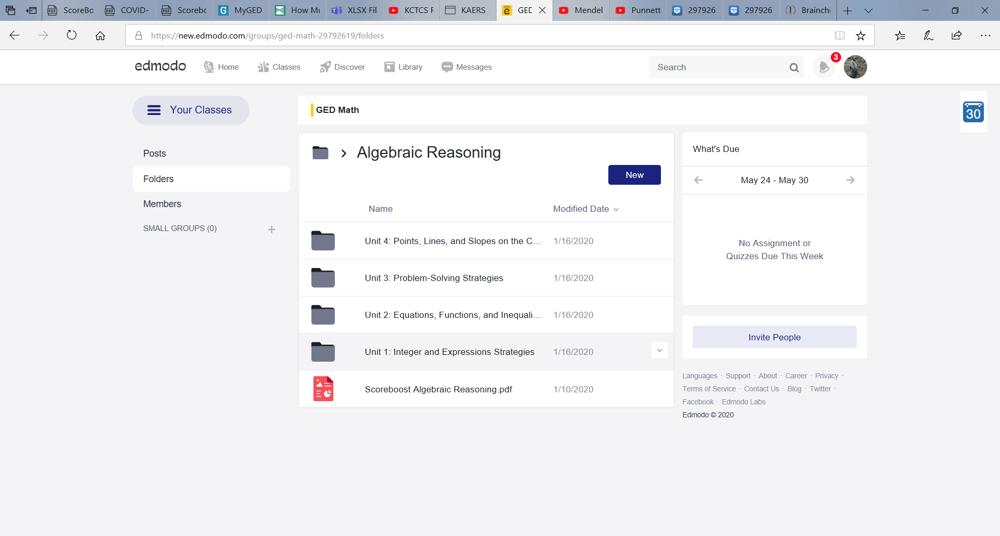 ScoreBo COVID- Scorebc MyGED How Mu XLSX Fil KCTCS F KAERS GED Mendel Punnett 297926 297926 Brainchi
https://new.edmodo.com/groups/ged-math-29792619/folders
edmodo Home Classes Discover Library Messages Search 3
Your Classes
GED Math
30
Posts
Folders
Members
SMALL GROUPS (0)
Algebraic Reasoning
New
Name Modified Date
Unit 4: Points, Lines, and Slopes on the C... 1/16/2020
Unit 3: Problem-Solving Strategies 1/16/2020
Unit 2: Equations, Functions, and Inequali... 1/16/2020
Unit 1: Integer and Expressions Strategies 1/16/2020
Scoreboost Algebraic Reasoning.pdf 1/10/2020
What's Due
May 24 - May 30
No Assignment or
Quizzes Due This Week
Invite People
Languages · Support · About · Career · Privacy ·
Terms of Service · Contact Us · Blog · Twitter ·
Facebook · Edmodo Labs
Edmodo © 2020